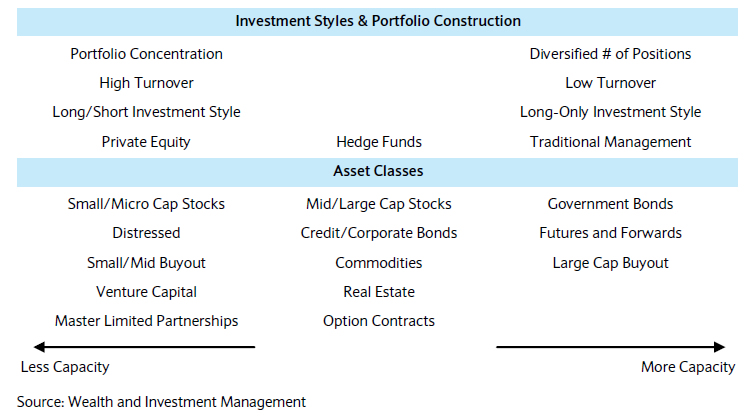 Investment Styles & Portfolio Construction
Portfolio Concentration Diversified # of Positions
High Turnover Low Turnover
Long/Short Investment Style Long-Only Investment Style
Private Equity Hedge Funds Traditional Management
Asset Classes
Small/Micro Cap Stocks Mid/Large Cap Stocks Government Bonds
Distressed Credit/Corporate Bonds Futures and Forwards
Small/Mid Buyout Commodities Large Cap Buyout
Venture Capital Real Estate
Master Limited Partnerships Option Contracts
Less Capacity More Capacity
Source: Wealth and Investment Management